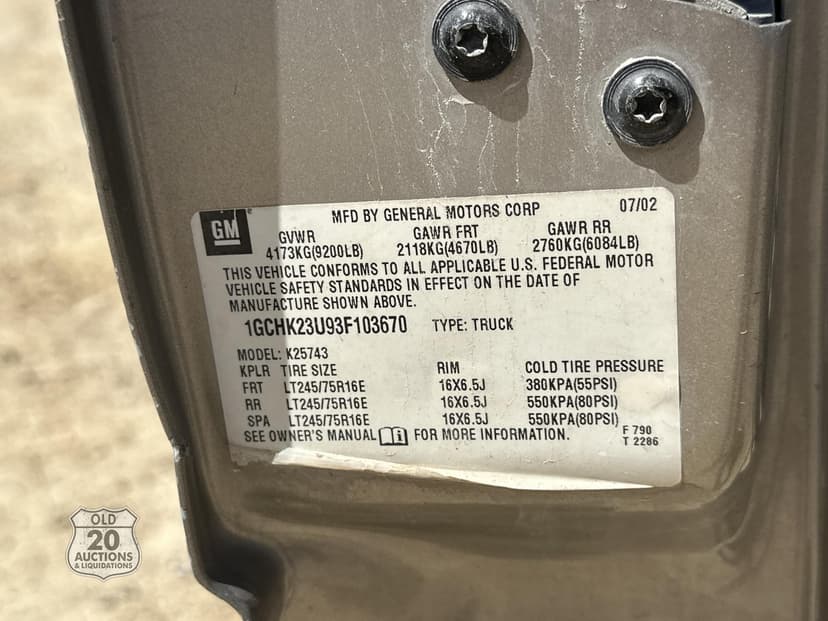 GM
MFD BY GENERAL MOTORS CORP 07/02
GVWR GAWR FRT GAWR RR
4173KG(9200LB) 2118KG(4670LB) 2760KG(6084LB)
THIS VEHICLE CONFORMS TO ALL APPLICABLE U.S. FEDERAL MOTOR
VEHICLE SAFETY STANDARDS IN EFFECT ON THE DATE OF
MANUFACTURE SHOWN ABOVE.
1GCHK23U93F103670 TYPE: TRUCK
MODEL: K25743
KPLR TIRE SIZE RIM COLD TIRE PRESSURE
FRT LT245/75R16E 16X6.5J 380KPA(55PSI)
RR LT245/75R16E 16X6.5J 550KPA(80PSI)
SPA LT245/75R16E 16X6.5J 550KPA(80PSI)
SEE OWNER'S MANUAL FOR MORE INFORMATION.
F 790
T 2286
OLD
20
AUCTIONS
& LIQUIDATIONS